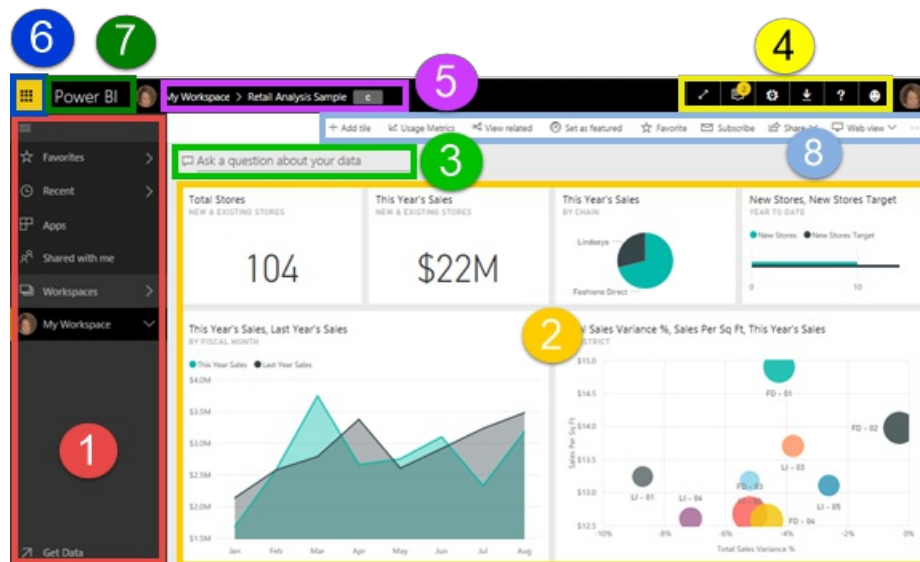 6
7
4
5
Power BI
My Workspace > Retail Analysis Sample
c
2
?
+ Add tile
Usage Metrics
View related
Set as featured
Favorite
Subscribe
Share
Web view
...
8
3
Ask a question about your data
Favorites
Recent
Apps
Shared with me
Workspaces
My Workspace
1
Get Data
Total Stores
NEW & EXISTING STORES
104
This Year's Sales
NEW & EXISTING STORES
$22M
This Year's Sales
BY CHAIN
Lindseys
Fashions Direct
New Stores, New Stores Target
YEAR TO DATE
New Stores New Stores Target
0 10
2
This Year's Sales, Last Year's Sales
BY FISCAL MONTH
This Year Sales Last Year Sales
$4.0M
$3.5M
$3.0M
$2.5M
$2.0M
$1.5M
Jan Feb Mar Apr May Jun Jul Aug
Sales Variance %, Sales Per Sq Ft, This Year's Sales
Sales Per Sq Ft
$15.0
$14.5
$14.0
$13.5
$13.0
$12.5
FD - 01
FD - 02
LI - 03
FD - 03
LI - 01
LI - 04
LI - 05
FD - 04
-10% -8% -6% -4% -2% 0%
Total Sales Variance %